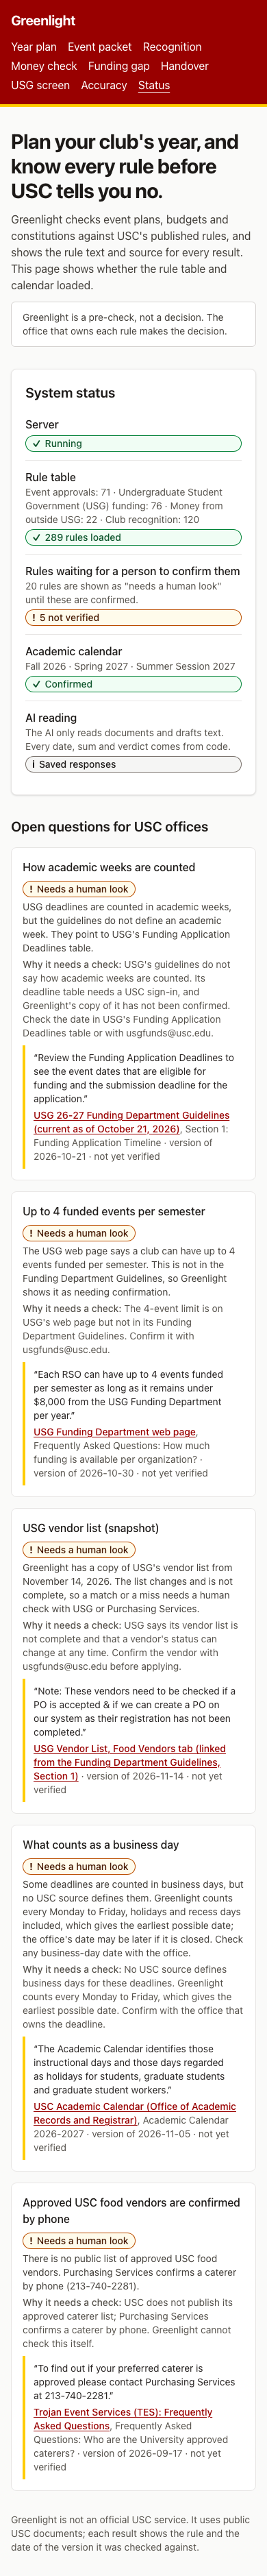 Greenlight
Year plan Event packet Recognition
Money check Funding gap Handover
USG screen Accuracy Status
Plan your club's year, and
know every rule before
USC tells you no.
Greenlight checks event plans, budgets and
constitutions against USC's published rules, and
shows the rule text and source for every result.
This page shows whether the rule table and
calendar loaded.
Greenlight is a pre-check, not a decision. The
office that owns each rule makes the decision.
System status
Server
✓ Running
Rule table
Event approvals: 71 · Undergraduate Student
Government (USG) funding: 76 · Money from
outside USG: 22 · Club recognition: 120
✓ 289 rules loaded
Rules waiting for a person to confirm them
20 rules are shown as "needs a human look"
until these are confirmed.
! 5 not verified
Academic calendar
Fall 2026 · Spring 2027 · Summer Session 2027
✓ Confirmed
AI reading
The AI only reads documents and drafts text.
Every date, sum and verdict comes from code.
i Saved responses
Open questions for USC offices
How academic weeks are counted
! Needs a human look
USG deadlines are counted in academic weeks,
but the guidelines do not define an academic
week. They point to USG's Funding Application
Deadlines table.
Why it needs a check: USG's guidelines do not
say how academic weeks are counted. Its
deadline table needs a USC sign-in, and
Greenlight's copy of it has not been confirmed.
Check the date in USG's Funding Application
Deadlines table or with usgfunds@usc.edu.
“Review the Funding Application Deadlines to
see the event dates that are eligible for
funding and the submission deadline for the
application.”
USG 26-27 Funding Department Guidelines
(current as of October 21, 2026), Section 1:
Funding Application Timeline · version of
2026-10-21 · not yet verified
Up to 4 funded events per semester
! Needs a human look
The USG web page says a club can have up to 4
events funded per semester. This is not in the
Funding Department Guidelines, so Greenlight
shows it as needing confirmation.
Why it needs a check: The 4-event limit is on
USG's web page but not in its Funding
Department Guidelines. Confirm it with
usgfunds@usc.edu.
“Each RSO can have up to 4 events funded
per semester as long as it remains under
$8,000 from the USG Funding Department
per year.”
USG Funding Department web page,
Frequently Asked Questions: How much
funding is available per organization? ·
version of 2026-10-30 · not yet verified
USG vendor list (snapshot)
! Needs a human look
Greenlight has a copy of USG's vendor list from
November 14, 2026. The list changes and is not
complete, so a match or a miss needs a human
check with USG or Purchasing Services.
Why it needs a check: USG says its vendor list is
not complete and that a vendor's status can
change at any time. Confirm the vendor with
usgfunds@usc.edu before applying.
“Note: These vendors need to be checked if a
PO is accepted & if we can create a PO on
our system as their registration has not been
completed.”
USG Vendor List, Food Vendors tab (linked
from the Funding Department Guidelines,
Section 1) · version of 2026-11-14 · not yet
verified
What counts as a business day
! Needs a human look
Some deadlines are counted in business days, but
no USC source defines them. Greenlight counts
every Monday to Friday, holidays and recess days
included, which gives the earliest possible date;
the office's date may be later if it is closed. Check
any business-day date with the office.
Why it needs a check: No USC source defines
business days for these deadlines. Greenlight
counts every Monday to Friday, which gives the
earliest possible date. Confirm with the office that
owns the deadline.
“The Academic Calendar identifies those
instructional days and those days regarded
as holidays for students, graduate students
and graduate student workers.”
USC Academic Calendar (Office of Academic
Records and Registrar), Academic Calendar
2026-2027 · version of 2026-11-05 · not yet
verified
Approved USC food vendors are confirmed
by phone
! Needs a human look
There is no public list of approved USC food
vendors. Purchasing Services confirms a caterer
by phone (213-740-2281).
Why it needs a check: USC does not publish its
approved caterer list; Purchasing Services
confirms a caterer by phone. Greenlight cannot
check this itself.
“To find out if your preferred caterer is
approved please contact Purchasing Services
at 213-740-2281.”
Trojan Event Services (TES): Frequently
Asked Questions, Frequently Asked
Questions: Who are the University approved
caterers? · version of 2026-09-17 · not yet
verified
Greenlight is not an official USC service. It uses public
USC documents; each result shows the rule and the
date of the version it was checked against.